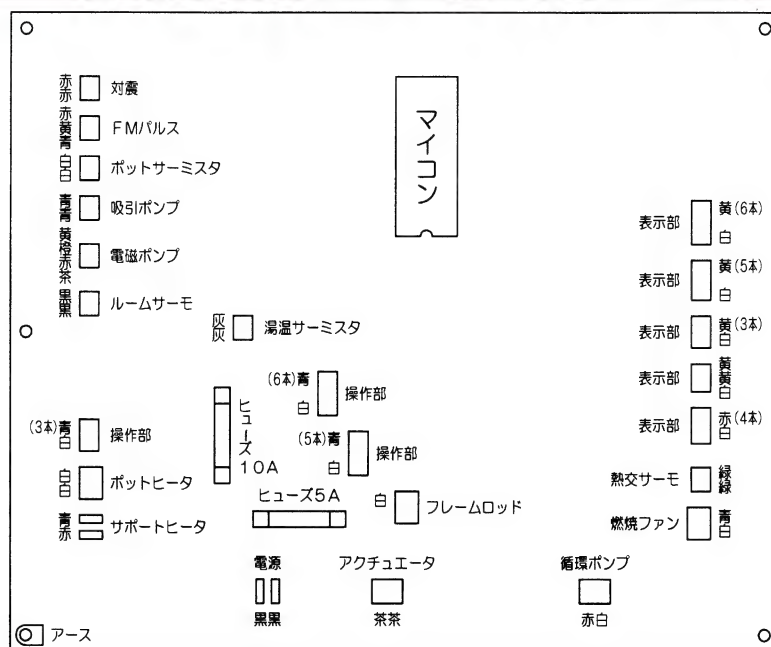 赤赤 対震
赤黄青 FMパルス
白白 ポットサーミスタ
青青 吸引ポンプ
黄橙赤茶 電磁ポンプ
黒黒 ルームサーモ
マイコン
灰灰 湯温サーミスタ
(6本)青
白 操作部
ヒューズ
10A
(3本)青
白 操作部
(5本)青
白 操作部
白白 ポットヒータ
ヒューズ5A
白 フレームロッド
青赤 サポートヒータ
表示部 黄(6本)
白
表示部 黄(5本)
白
表示部 黄(3本)
白
表示部 黄黄白
表示部 赤(4本)
白
熱交サーモ 緑緑
燃焼ファン 青白
電源
黒黒
アクチュエータ
茶茶
循環ポンプ
赤白
アース